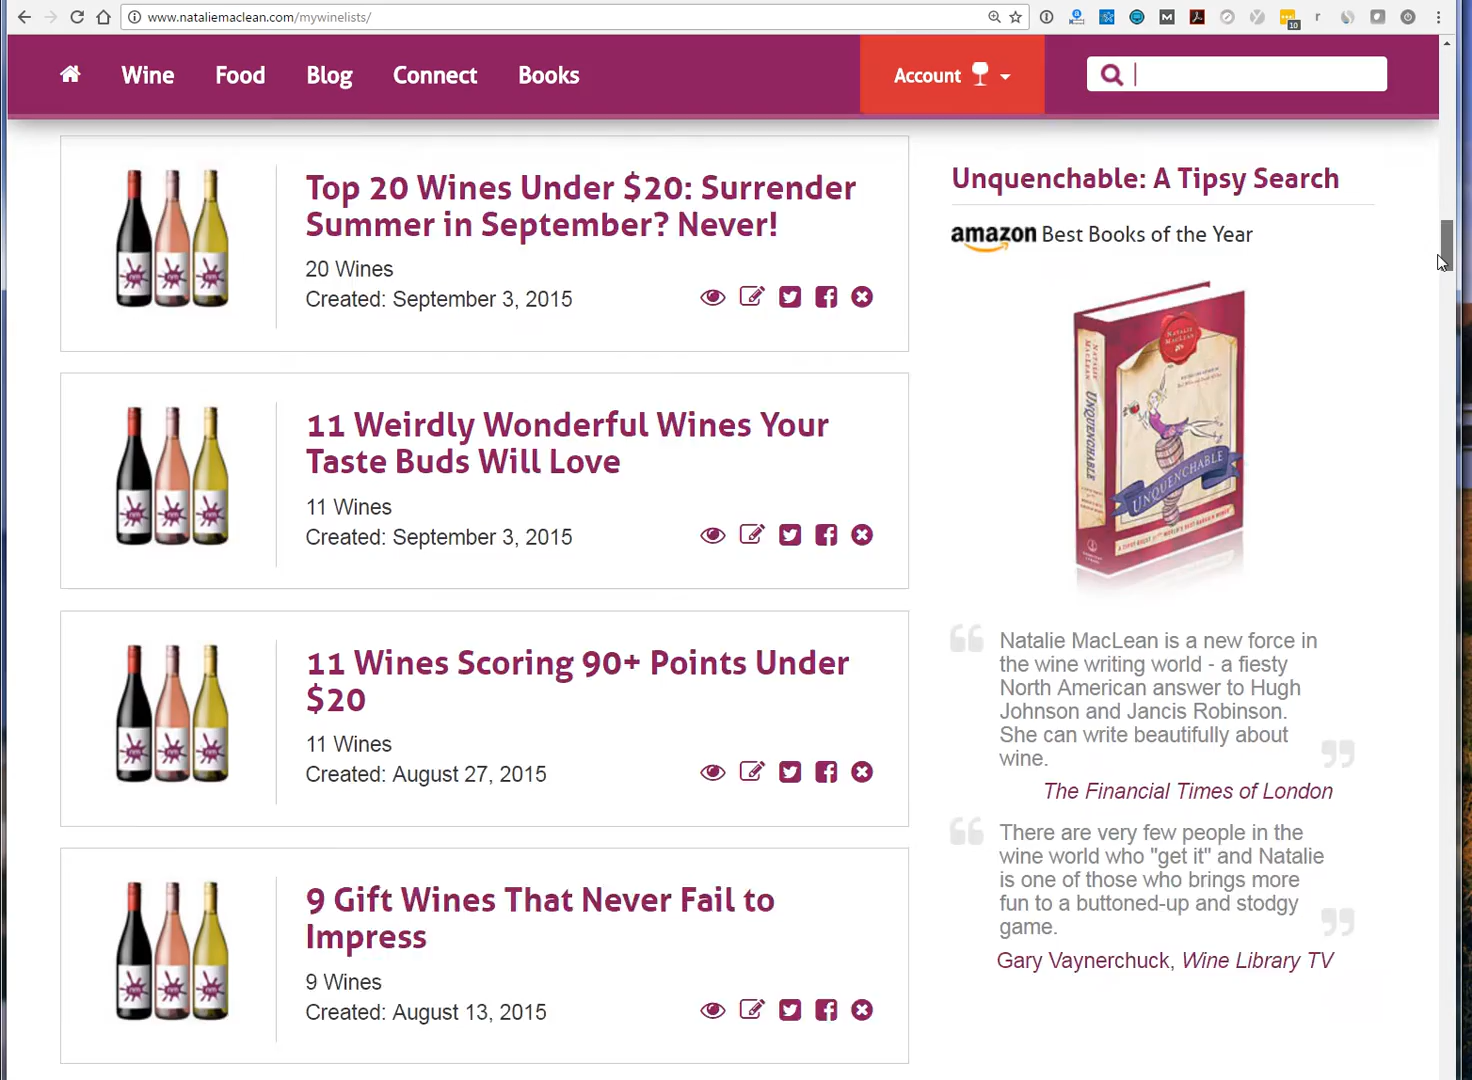 www.nataliemaclean.com/mywinelists/
10
Wine Food Blog Connect Books Account
Top 20 Wines Under $20: Surrender
Summer in September? Never!
20 Wines
Created: September 3, 2015
11 Weirdly Wonderful Wines Your
Taste Buds Will Love
11 Wines
Created: September 3, 2015
11 Wines Scoring 90+ Points Under
$20
11 Wines
Created: August 27, 2015
9 Gift Wines That Never Fail to
Impress
9 Wines
Created: August 13, 2015
Unquenchable: A Tipsy Search
amazon Best Books of the Year
NATALIE
MACLEAN
UNQUENCHABLE
UNQUENCHABLE
Natalie MacLean is a new force in
the wine writing world - a fiesty
North American answer to Hugh
Johnson and Jancis Robinson.
She can write beautifully about
wine.
The Financial Times of London
There are very few people in the
wine world who "get it" and Natalie
is one of those who brings more
fun to a buttoned-up and stodgy
game.
Gary Vaynerchuck, Wine Library TV